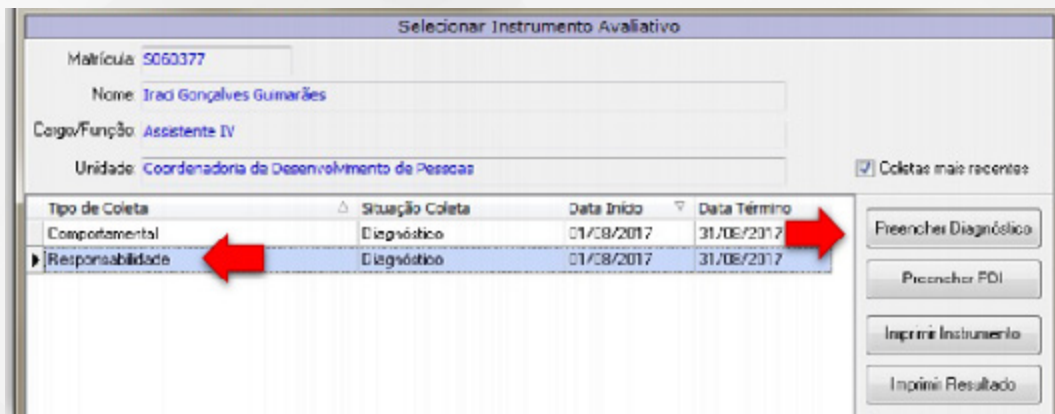 Selecionar Instrumento Avaliativo
Matrícula: S060377
Nome: Iraci Gonçalves Guimarães
Cargo/Função: Assistente IV
Unidade: Coordenadoria de Desenvolvimento de Pessoas
Coletas mais recentes
Tipo de Coleta Situação Coleta Data Início Data Término
Comportamental Diagnóstico 01/08/2017 31/08/2017
Responsabilidade Diagnóstico 01/08/2017 31/08/2017
Preencher Diagnóstico
Preencher PDI
Imprimir Instrumento
Imprimir Resultado